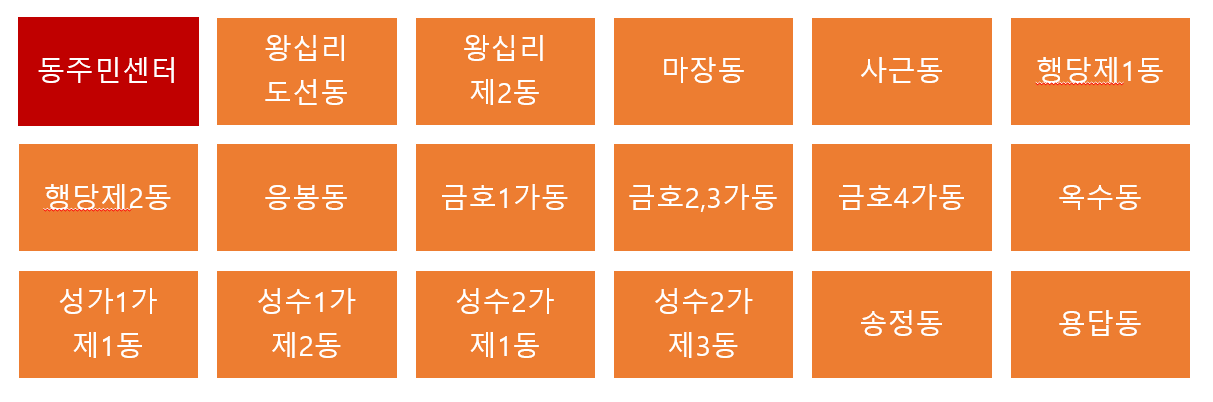 동주민센터
왕십리
도선동
왕십리
제2동
마장동
사근동
행당제1동
행당제2동
응봉동
금호1가동
금호2,3가동
금호4가동
옥수동
성가1가
제1동
성수1가
제2동
성수2가
제1동
성수2가
제3동
송정동
용답동